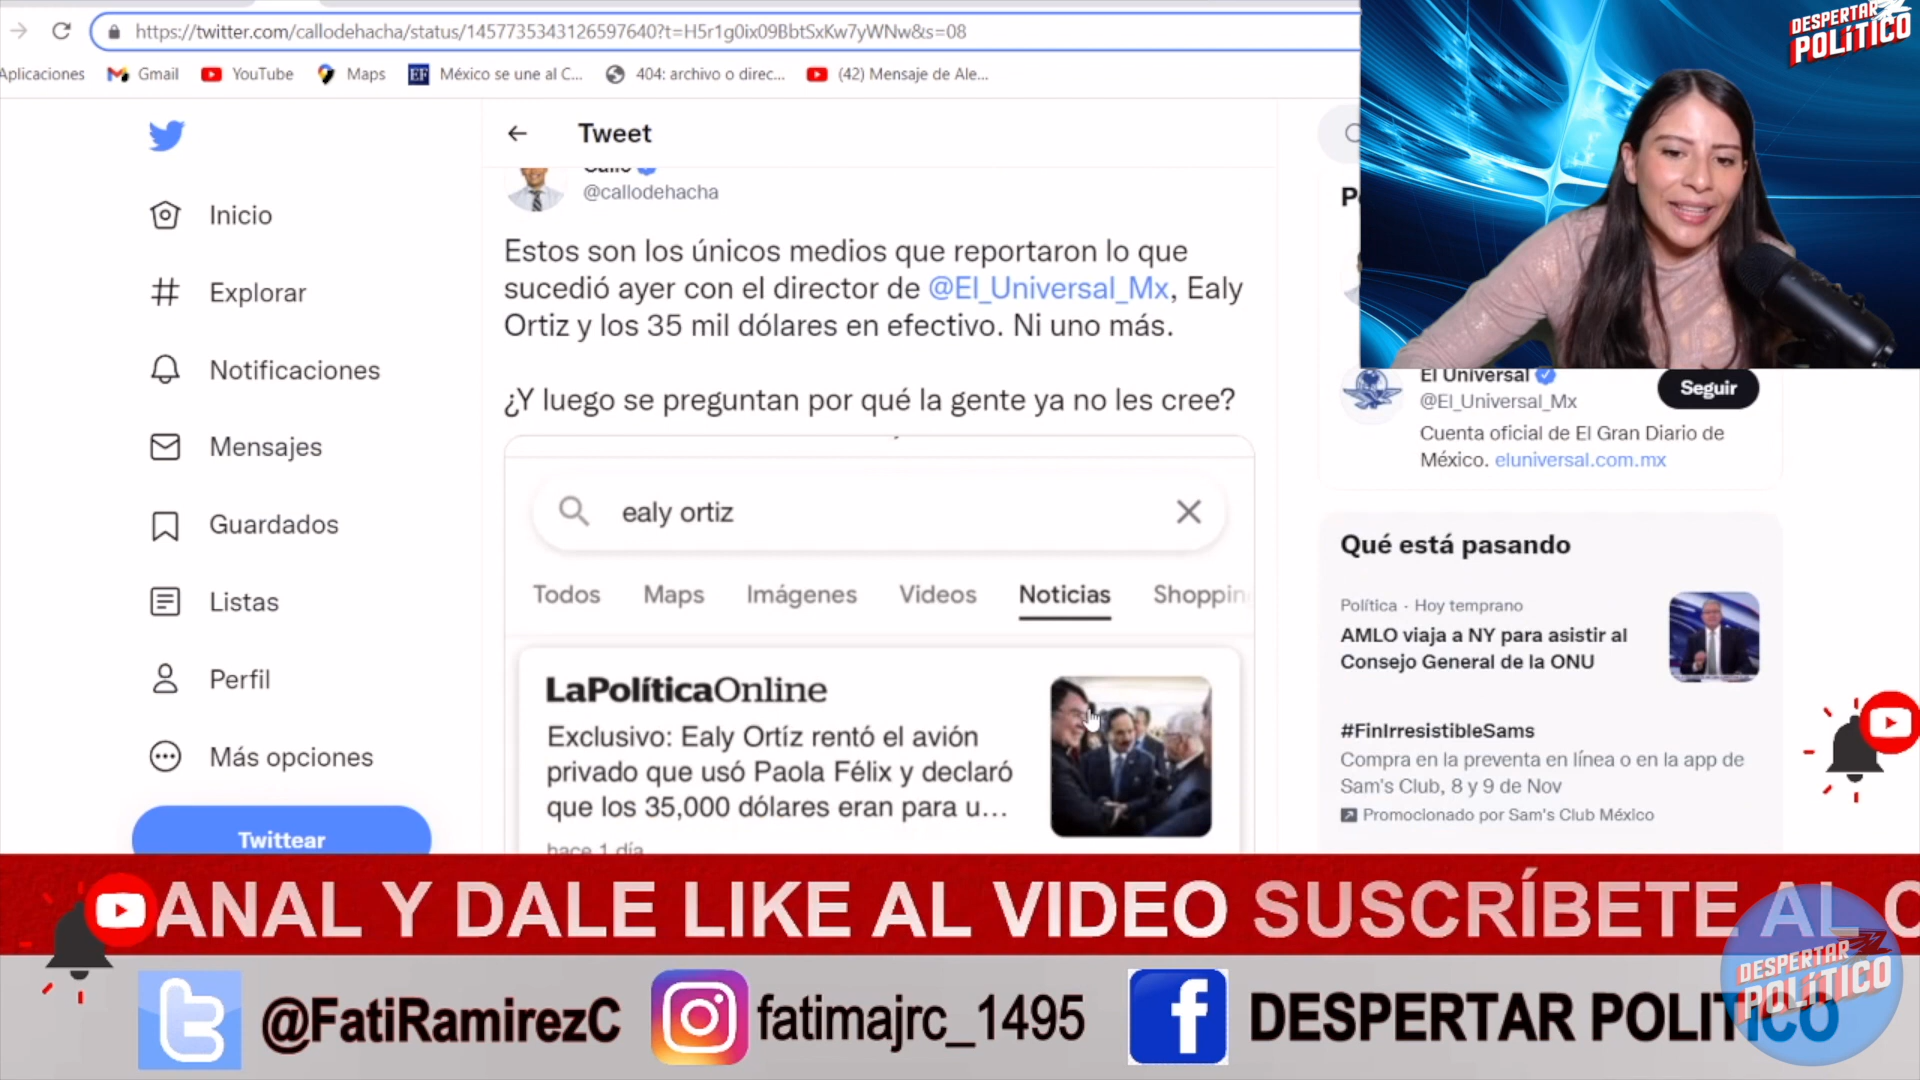 https://twitter.com/callodehacha/status/1457735343126597640?t=H5r1g0ix09BbtSxKw7yWNw&s=08
Aplicaciones
Gmail
YouTube
Maps
EF
México se une al C...
404: archivo o direc...
(42) Mensaje de Ale...
DESPERTAR
POLÍTICO
Tweet
Inicio
Explorar
Notificaciones
Mensajes
Guardados
Listas
Perfil
Más opciones
Twittear
@callodehacha
Estos son los únicos medios que reportaron lo que
sucedió ayer con el director de @El_Universal_Mx, Ealy
Ortiz y los 35 mil dólares en efectivo. Ni uno más.
¿Y luego se preguntan por qué la gente ya no les cree?
ealy ortiz
Todos
Maps
Imágenes
Videos
Noticias
Shopping
LaPolíticaOnline
Exclusivo: Ealy Ortíz rentó el avión
privado que usó Paola Félix y declaró
que los 35,000 dólares eran para u...
hace 1 día
El Universal
@El_Universal_Mx
Seguir
Cuenta oficial de El Gran Diario de
México. eluniversal.com.mx
Qué está pasando
Política · Hoy temprano
AMLO viaja a NY para asistir al
Consejo General de la ONU
#FinIrresistibleSams
Compra en la preventa en línea o en la app de
Sam's Club, 8 y 9 de Nov
Promocionado por Sam's Club México
ANAL Y DALE LIKE AL VIDEO SUSCRÍBETE AL C
@FatiRamirezC
fatimajrc_1495
DESPERTAR POLITICO
DESPERTAR
POLÍTICO